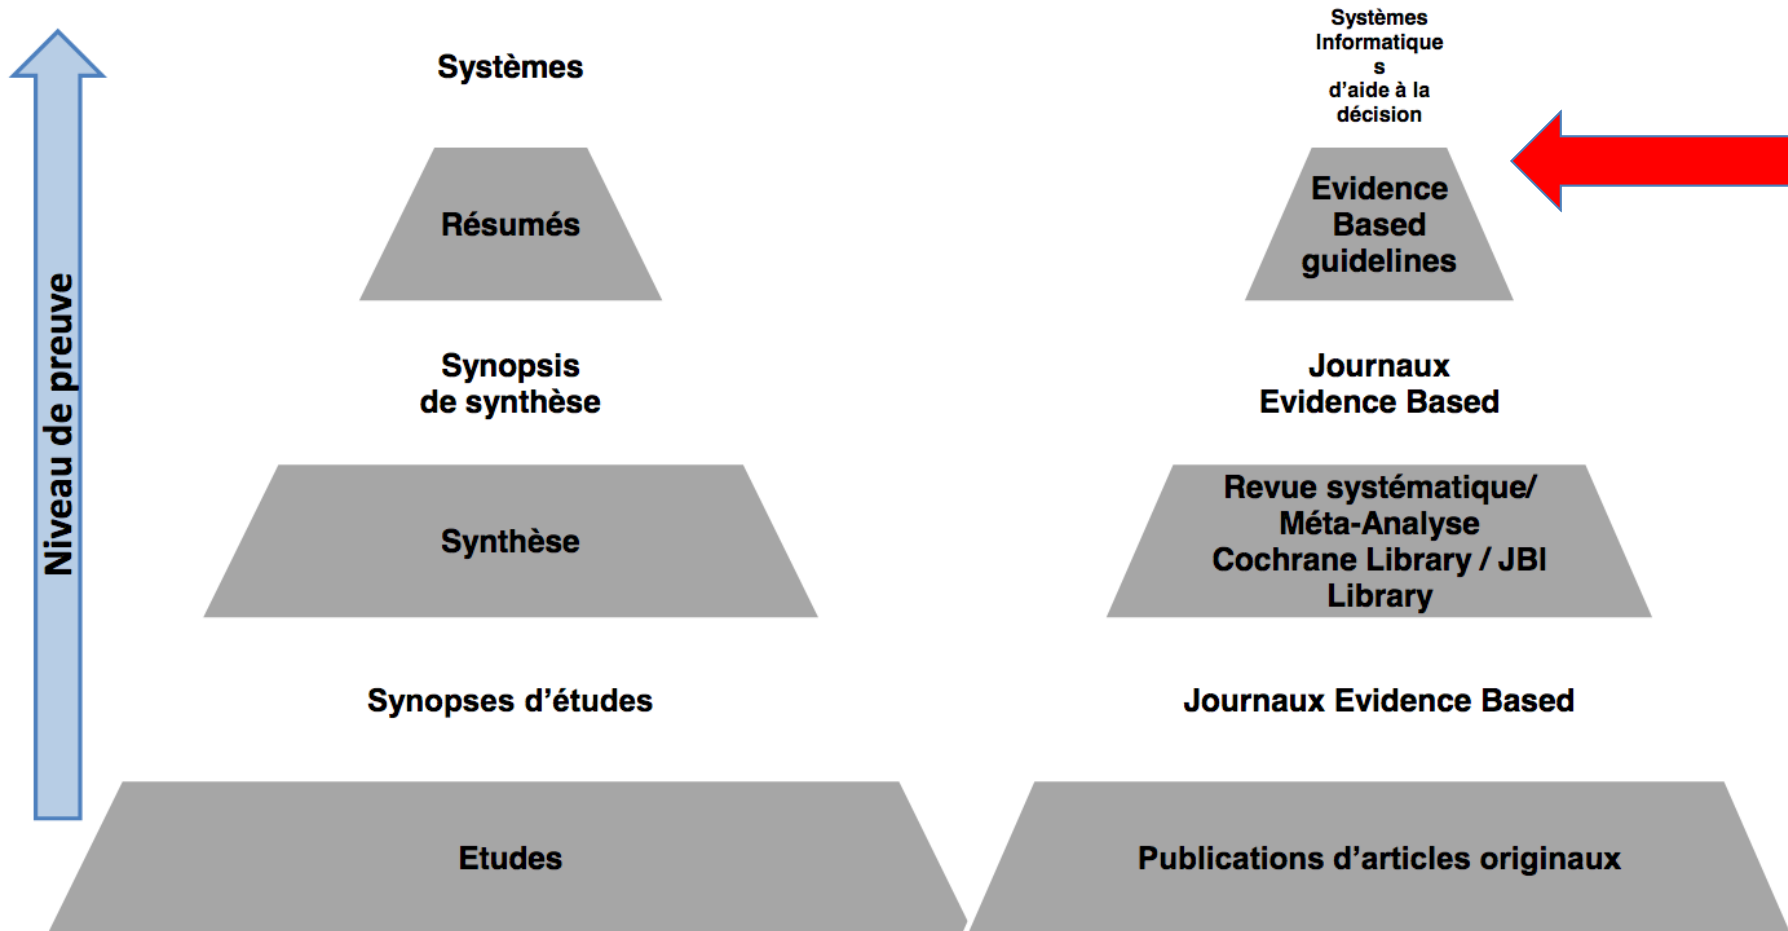 Niveau de preuve
Systèmes
Résumés
Synopsis
de synthèse
Synthèse
Synopses d'études
Etudes
Systèmes
Informatique
s
d'aide à la
décision
Evidence
Based
guidelines
Journaux
Evidence Based
Revue systématique/
Méta-Analyse
Cochrane Library / JBI
Library
Journaux Evidence Based
Publications d'articles originaux